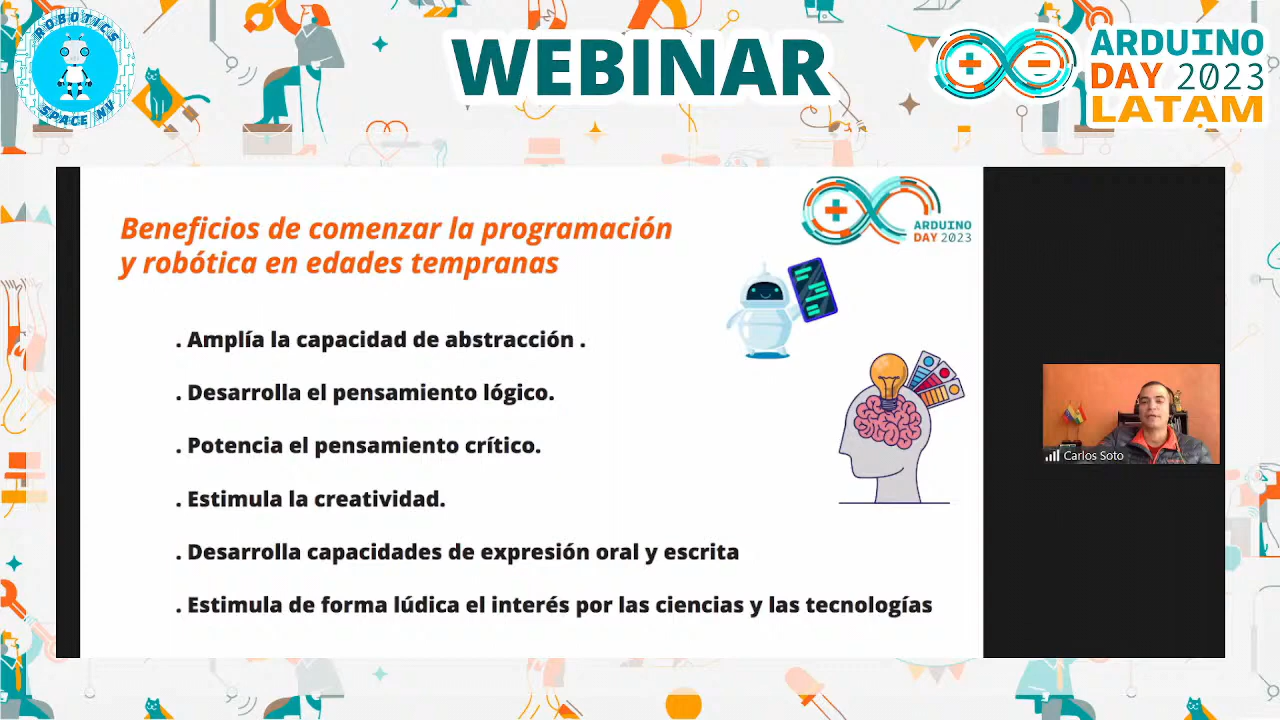 ROBOTICS
SPACE NV
WEBINAR
ARDUINO
DAY 2023
LATAM
Beneficios de comenzar la programación
y robótica en edades tempranas
ARDUINO
DAY 2023
. Amplía la capacidad de abstracción .
. Desarrolla el pensamiento lógico.
. Potencia el pensamiento crítico.
. Estimula la creatividad.
. Desarrolla capacidades de expresión oral y escrita
. Estimula de forma lúdica el interés por las ciencias y las tecnologías
Carlos Soto